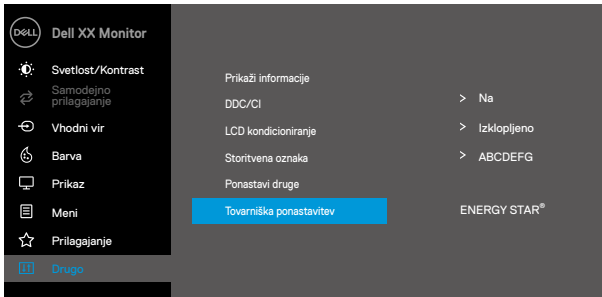 DELL
Dell XX Monitor
Svetlost/Kontrast
Samodejno
prilagajanje
Vhodni vir
Barva
Prikaz
Meni
Prilagajanje
Drugo
Prikaži informacije
DDC/CI > Na
LCD kondicioniranje > Izklopljeno
Storitvena oznaka > ABCDEFG
Ponastavi druge
Tovarniška ponastavitev ENERGY STAR®